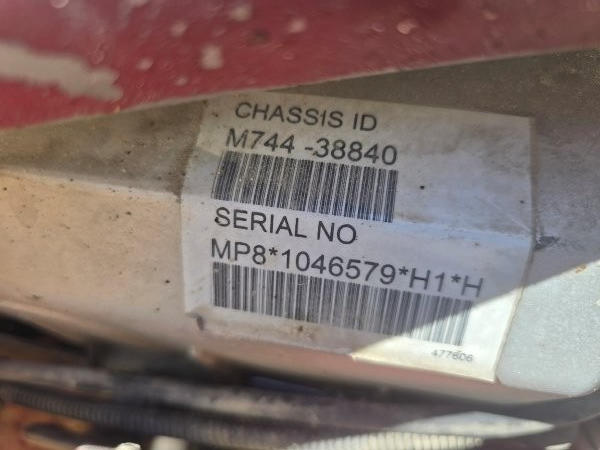 CHASSIS ID
M744 -38840
SERIAL NO
MP8*1046579*H1*H
477606